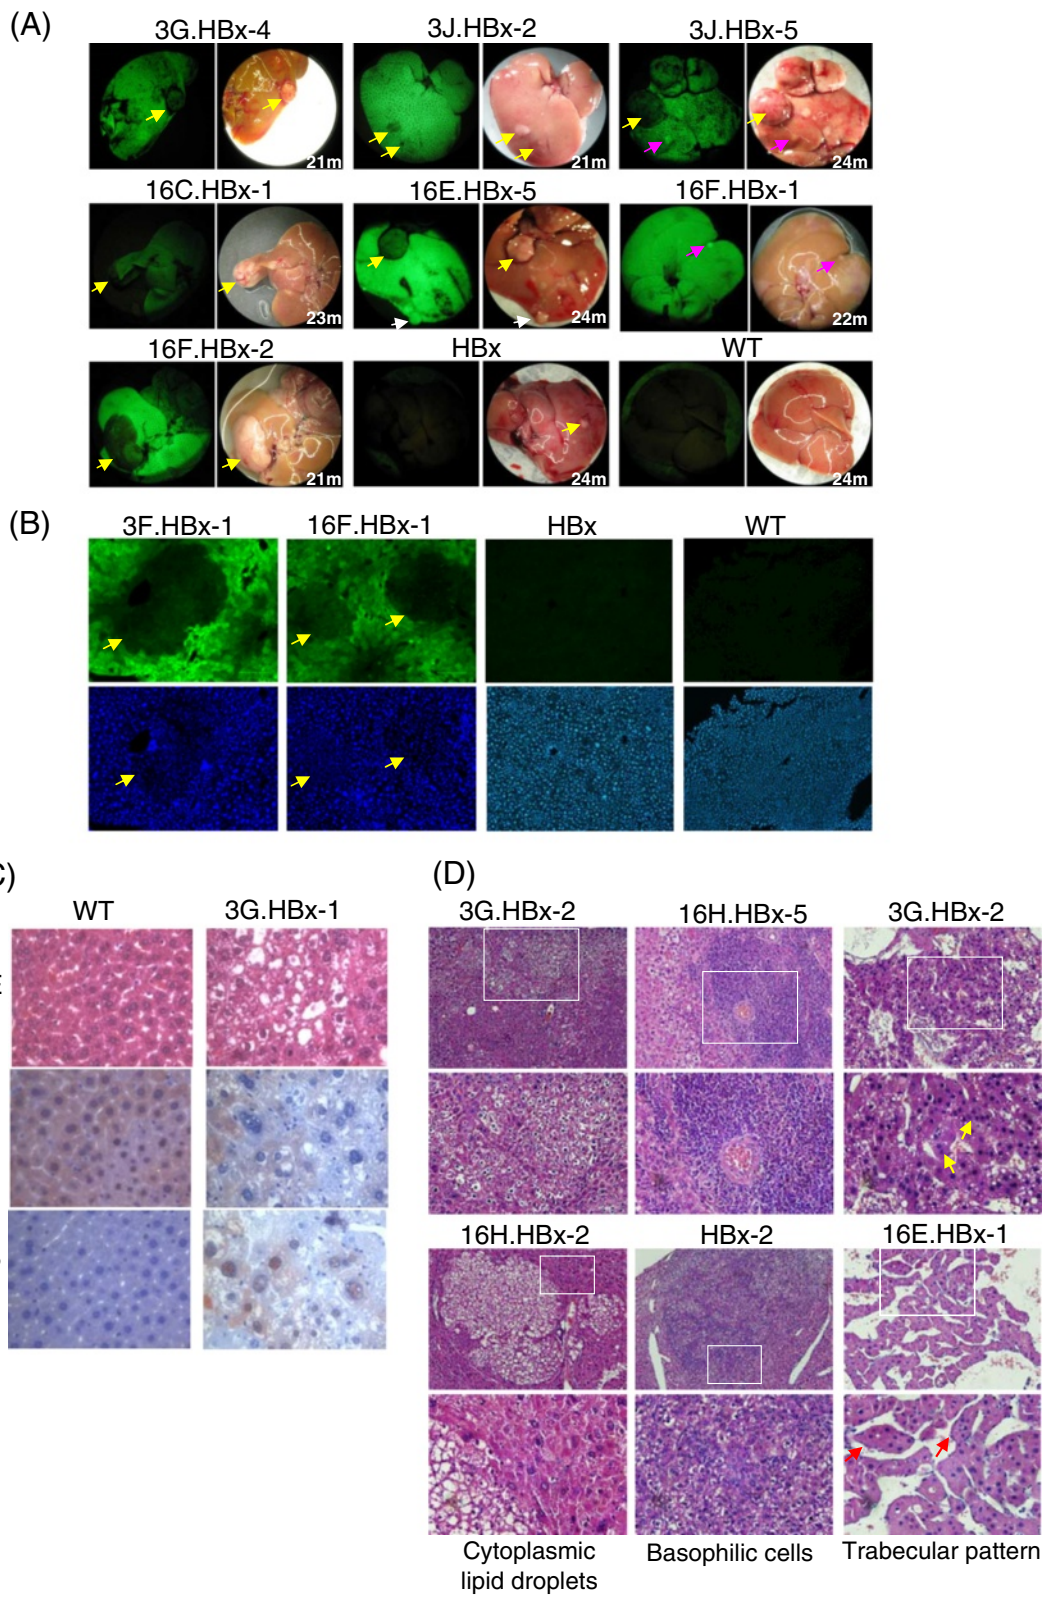 (A)
3G.HBx-4 3J.HBx-2 3J.HBx-5
21m 21m 24m
16C.HBx-1 16E.HBx-5 16F.HBx-1
23m 24m 22m
16F.HBx-2 HBx WT
21m 24m 24m
(B)
3F.HBx-1 16F.HBx-1 HBx WT
)
WT 3G.HBx-1
(D)
3G.HBx-2 16H.HBx-5 3G.HBx-2
16H.HBx-2 HBx-2 16E.HBx-1
Cytoplasmic Basophilic cells Trabecular pattern
lipid droplets